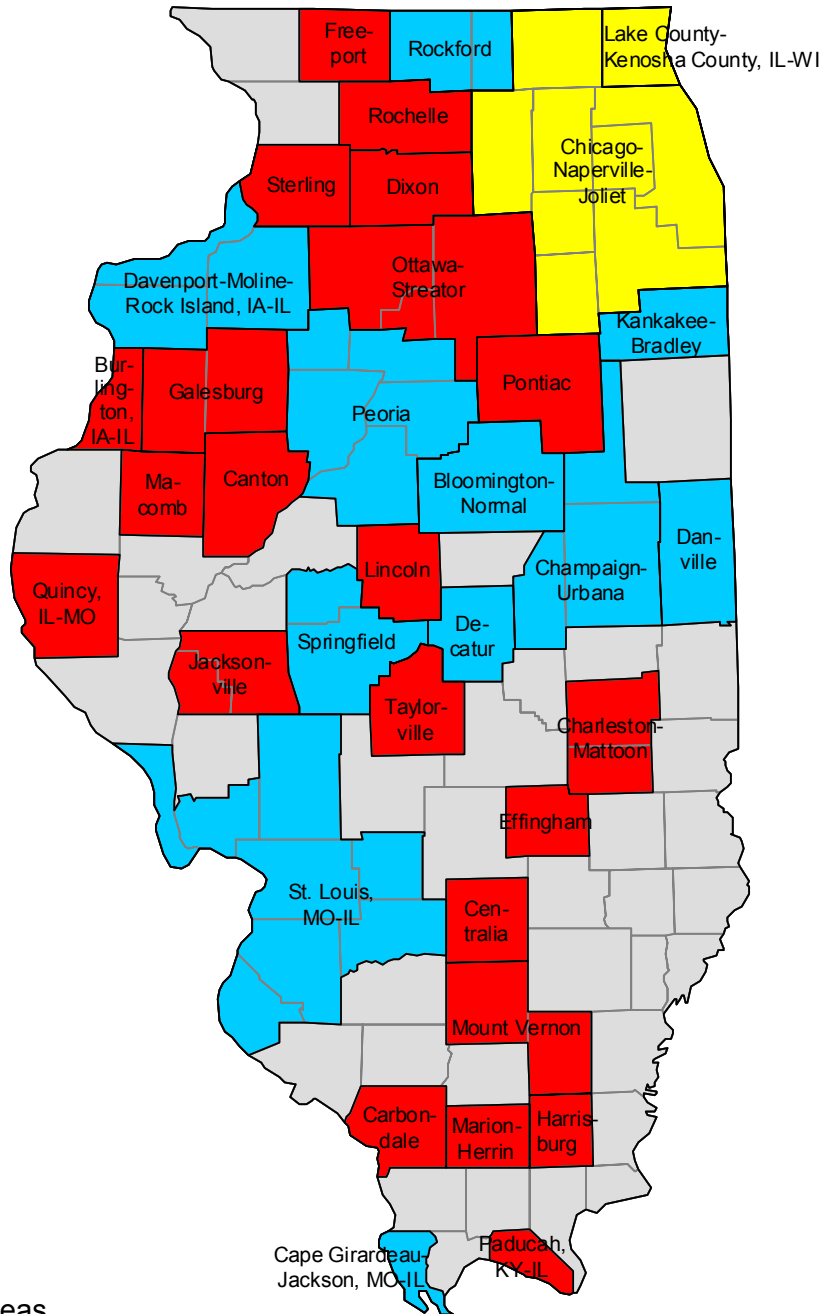 Free-
port
Rockford
Lake County-
Kenosha County, IL-WI
Rochelle
Chicago-
Naperville-
Joliet
Sterling
Dixon
Ottawa-
Streator
Davenport-Moline-
Rock Island, IA-IL
Kankakee-
Bradley
Bur-
ling-
ton,
IA-IL
Galesburg
Pontiac
Peoria
Ma-
comb
Canton
Bloomington-
Normal
Dan-
ville
Champaign-
Urbana
Lincoln
Quincy,
IL-MO
Springfield
De-
catur
Jackson-
ville
Taylor-
ville
Charleston-
Mattoon
Effingham
St. Louis,
MO-IL
Cen-
tralia
Mount Vernon
Carbon-
dale
Marion-
Herrin
Harris-
burg
Cape Girardeau-
Jackson, MO-IL
Paducah,
KY-IL
eas